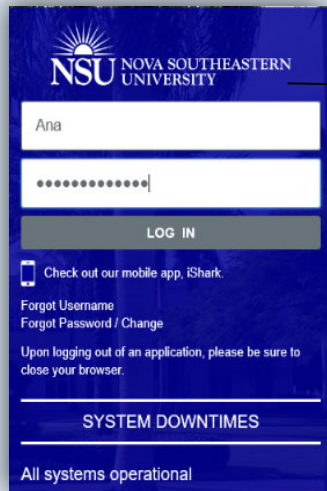 NSU NOVA SOUTHEASTERN
UNIVERSITY
Ana
•••••••••••••
LOG IN
Check out our mobile app, iShark.
Forgot Username
Forgot Password / Change
Upon logging out of an application, please be sure to
close your browser.
SYSTEM DOWNTIMES
All systems operational